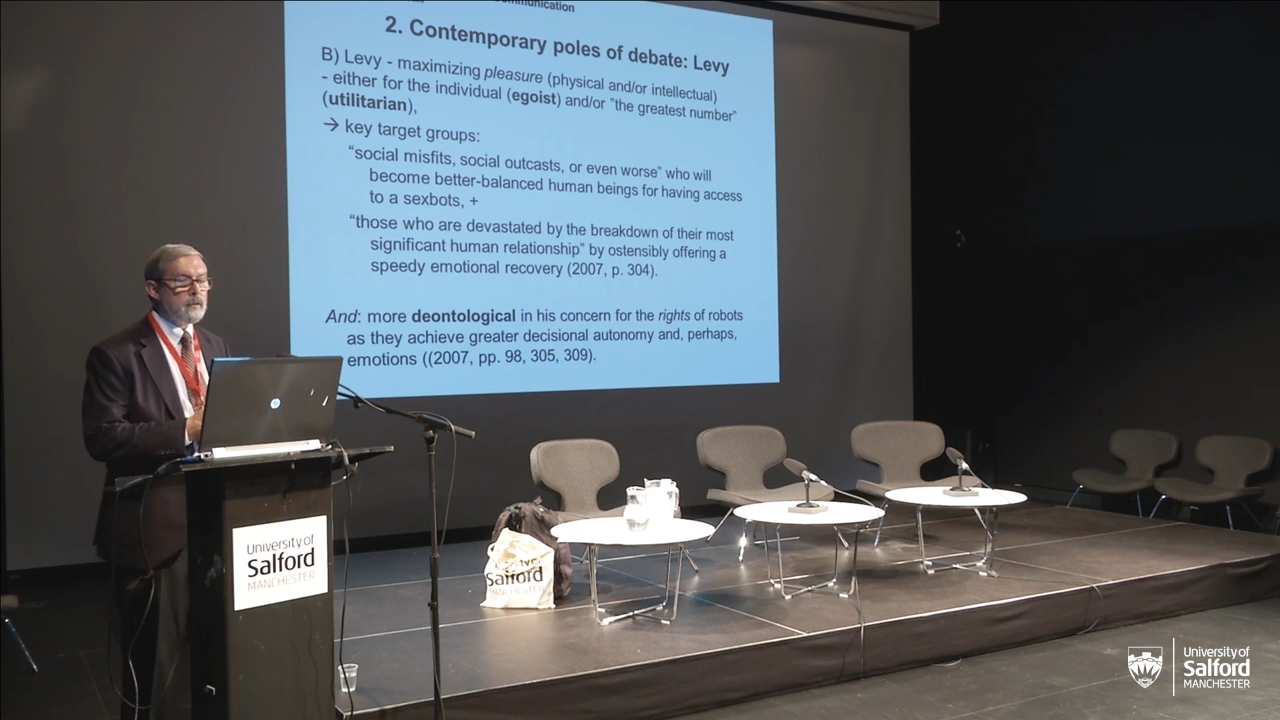 mmunication
2. Contemporary poles of debate: Levy
B) Levy - maximizing pleasure (physical and/or intellectual)
- either for the individual (egoist) and/or "the greatest number"
(utilitarian),
→ key target groups:
"social misfits, social outcasts, or even worse" who will
become better-balanced human beings for having access
to a sexbots, +
"those who are devastated by the breakdown of their most
significant human relationship" by ostensibly offering a
speedy emotional recovery (2007, p. 304).
And: more deontological in his concern for the rights of robots
as they achieve greater decisional autonomy and, perhaps,
emotions ((2007, pp. 98, 305, 309).
University of
Salford
MANCHESTER
Salford
MANCHESTER
University of
Salford
MANCHESTER